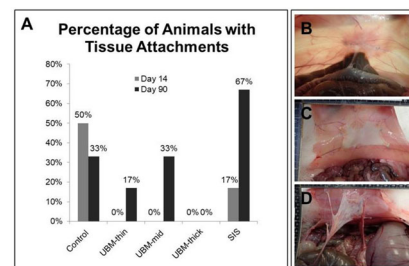 A
Percentage of Animals with
Tissue Attachments
80%
70%
60%
50%
40%
30%
20%
10%
0%
Day 14
Day 90
50%
33%
0%
17%
0%
33%
0% 0%
17%
67%
Control
UBM-thin
UBM-mid
UBM-thick
SIS
B
C
D